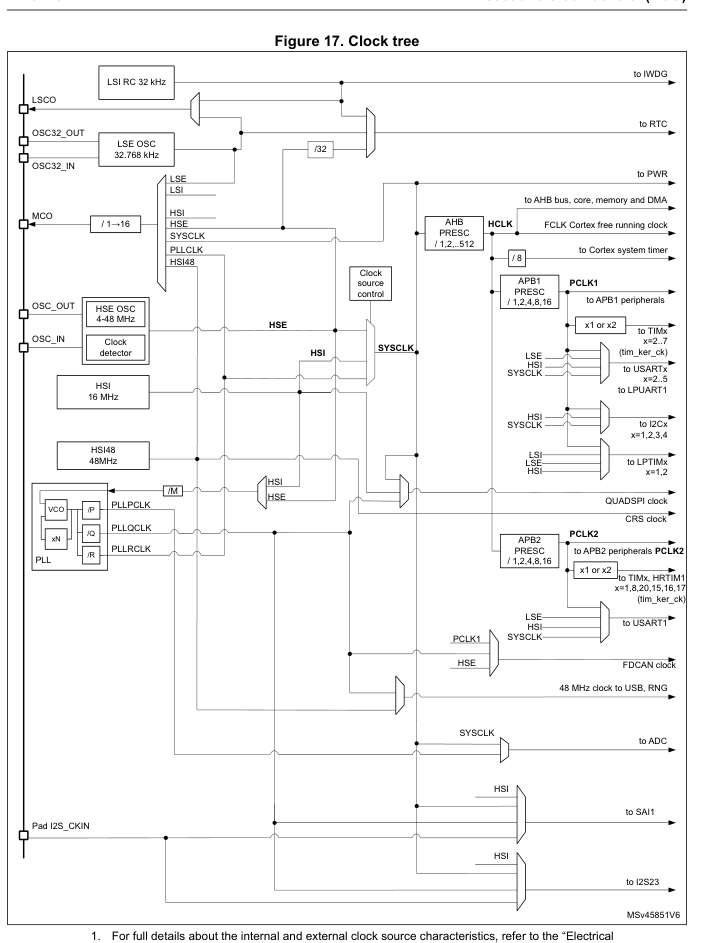 Figure 17. Clock tree
LSI RC 32 kHz
to IWDG
LSCO
to RTC
OSC32_OUT
LSE OSC
32.768 kHz
/32
OSC32_IN
to PWR
LSE
LSI
to AHB bus, core, memory and DMA
MCO
/ 1→16
HSI
HSE
SYSCLK
PLLCLK
HSI48
AHB
PRESC
/ 1,2,..512
HCLK
FCLK Cortex free running clock
to Cortex system timer
/ 8
Clock
source
control
APB1
PRESC
/ 1,2,4,8,16
PCLK1
to APB1 peripherals
OSC_OUT
HSE OSC
4-48 MHz
HSE
OSC_IN
Clock
detector
HSI
SYSCLK
x1 or x2
to TIMx
x=2..7
(tim_ker_ck)
LSE
HSI
SYSCLK
to USARTx
x=2..5
to LPUART1
HSI
16 MHz
HSI
SYSCLK
to I2Cx
x=1,2,3,4
HSI48
48MHz
LSI
LSE
HSI
to LPTIMx
x=1,2
/M
HSI
HSE
QUADSPI clock
CRS clock
VCO
xN
PLL
/P
/Q
/R
PLLPCLK
PLLQCLK
PLLRCLK
APB2
PRESC
/ 1,2,4,8,16
PCLK2
to APB2 peripherals PCLK2
x1 or x2
to TIMx, HRTIM1
x=1,8,20,15,16,17
(tim_ker_ck)
LSE
HSI
SYSCLK
to USART1
PCLK1
HSE
FDCAN clock
48 MHz clock to USB, RNG
SYSCLK
to ADC
HSI
to SAI1
Pad I2S_CKIN
HSI
to I2S23
MSv45851V6
1. For full details about the internal and external clock source characteristics, refer to the “Electrical